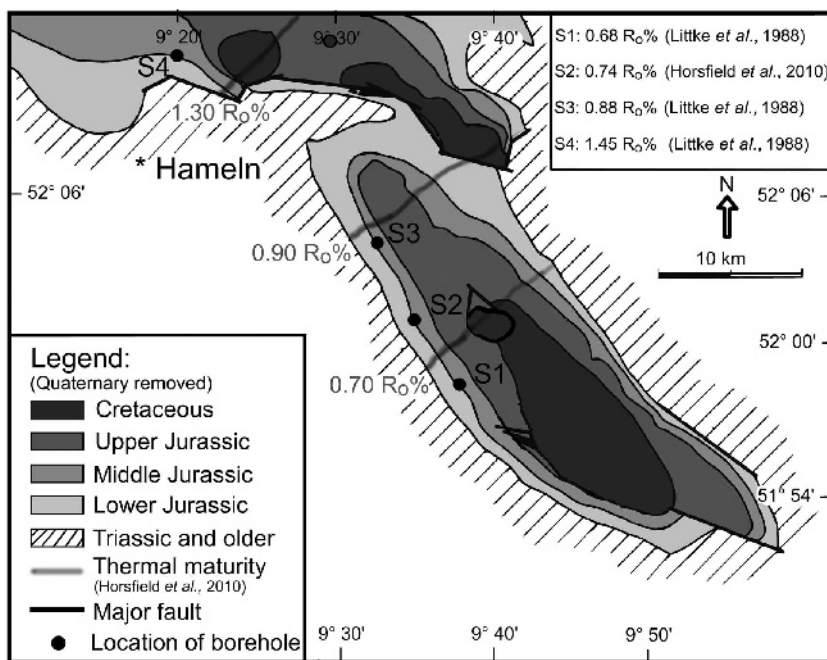 9° 20'
9° 30'
9° 40'
S4
1.30 Ro%
* Hameln
S1: 0.68 Ro% (Littke et al., 1988)
S2: 0.74 Ro% (Horsfield et al., 2010)
S3: 0.88 Ro% (Littke et al., 1988)
S4: 1.45 Ro% (Littke et al., 1988)
52° 06'
52° 06'
N
10 km
S3
0.90 Ro%
S2
S1
0.70 Ro%
52° 00'
51° 54'
Legend:
(Quaternary removed)
Cretaceous
Upper Jurassic
Middle Jurassic
Lower Jurassic
Triassic and older
Thermal maturity
(Horsfield et al., 2010)
Major fault
Location of borehole
9° 30'
9° 40'
9° 50'